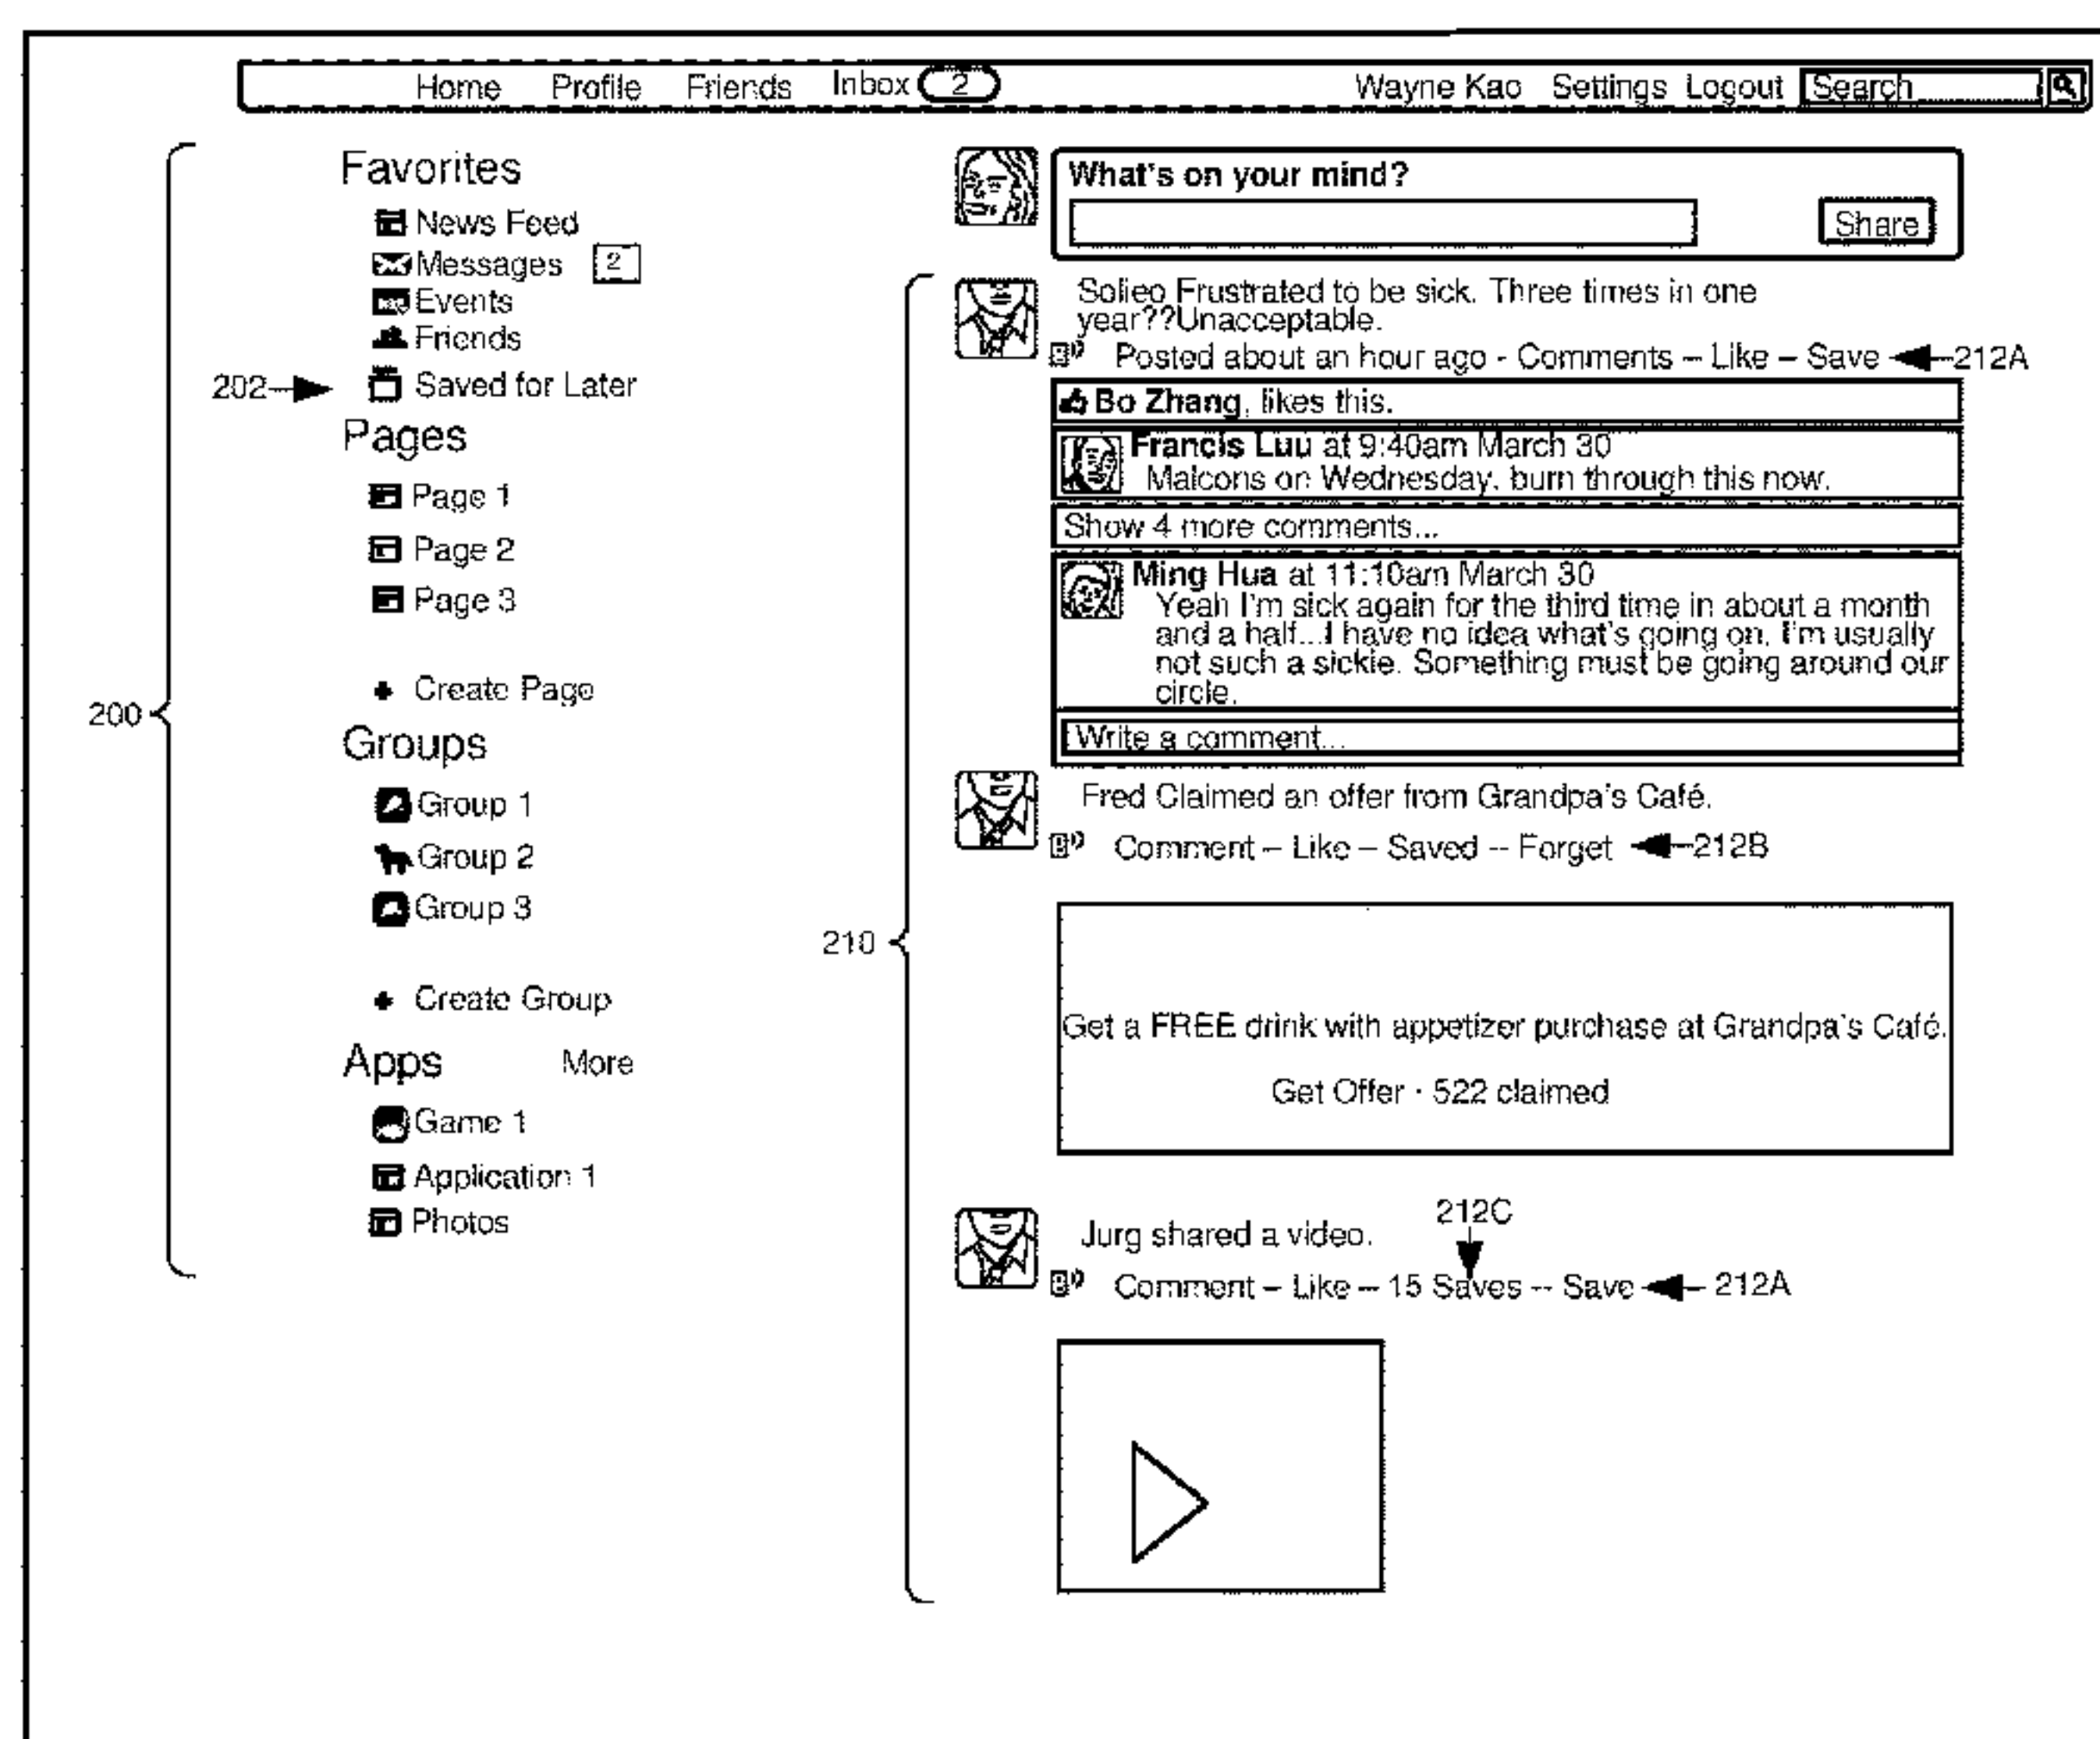 Home Profile Friends Inbox 2 Wayne Kao Settings Logout Search
Favorites
News Feed
Messages 2
Events
Friends
202 Saved for Later
Pages
Page 1
Page 2
Page 3
+ Create Page
200
Groups
Group 1
Group 2
Group 3
+ Create Group
Apps More
Game 1
Application 1
Photos
What's on your mind?
Share
210
Solieo Frustrated to be sick. Three times in one
year??Unacceptable.
Posted about an hour ago - Comments – Like – Save 212A
Bo Zhang, likes this.
Francis Luu at 9:40am March 30
Malcons on Wednesday, burn through this now.
Show 4 more comments...
Ming Hua at 11:10am March 30
Yeah I'm sick again for the third time in about a month
and a half...I have no idea what's going on. I'm usually
not such a sickie. Something must be going around our
circle.
Write a comment...
Fred Claimed an offer from Grandpa's Café.
Comment – Like – Saved -- Forget 212B
Get a FREE drink with appetizer purchase at Grandpa's Café.
Get Offer · 522 claimed
212C
Jurg shared a video.
Comment – Like – 15 Saves -- Save 212A